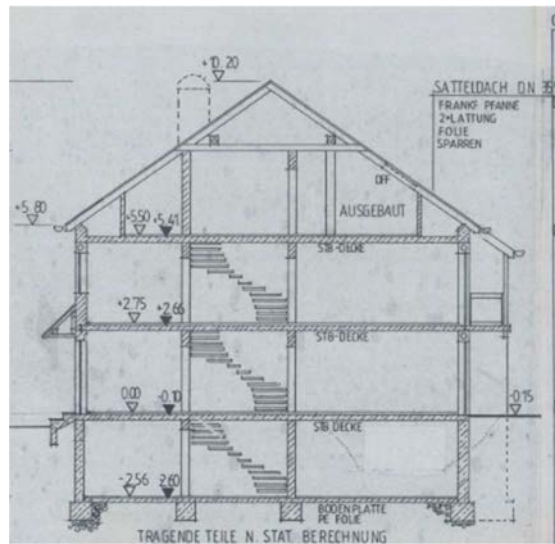 +10.20
SATTELDACH D.N 35°
FRANKF. PFANNE
2×LATTUNG
FOLIE
SPARREN
OFF
AUSGEBAUT
+5.80
+5.50 +5.41
STB-DECKE
+2.75 +2.66
STB-DECKE
0.00 -0.10
-0.15
STB DECKE
-2.56 2.60
BODENPLATTE
PE FOLIE
TRAGENDE TEILE N. STAT. BERECHNUNG